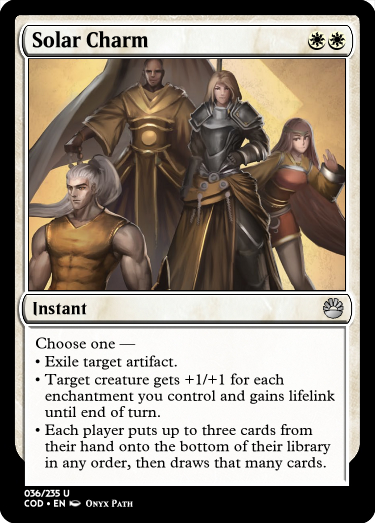 Solar Charm
Instant
Choose one —
• Exile target artifact.
• Target creature gets +1/+1 for each
enchantment you control and gains lifelink
until end of turn.
• Each player puts up to three cards from
their hand onto the bottom of their library
in any order, then draws that many cards.
036/235 U
COD • EN Onyx Path